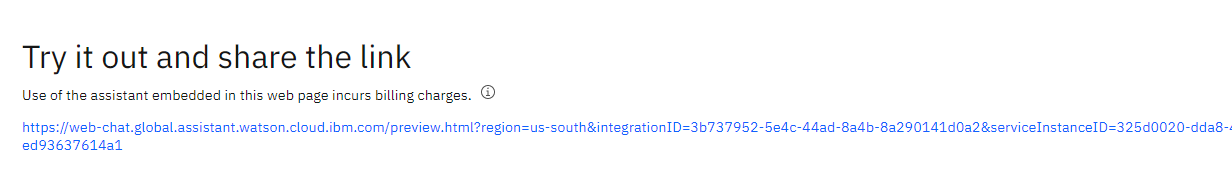 Try it out and share the link
Use of the assistant embedded in this web page incurs billing charges.
https://web-chat.global.assistant.watson.cloud.ibm.com/preview.html?region=us-south&integrationID=3b737952-5e4c-44ad-8a4b-8a290141d0a2&serviceInstanceID=325d0020-dda8-4
ed93637614a1